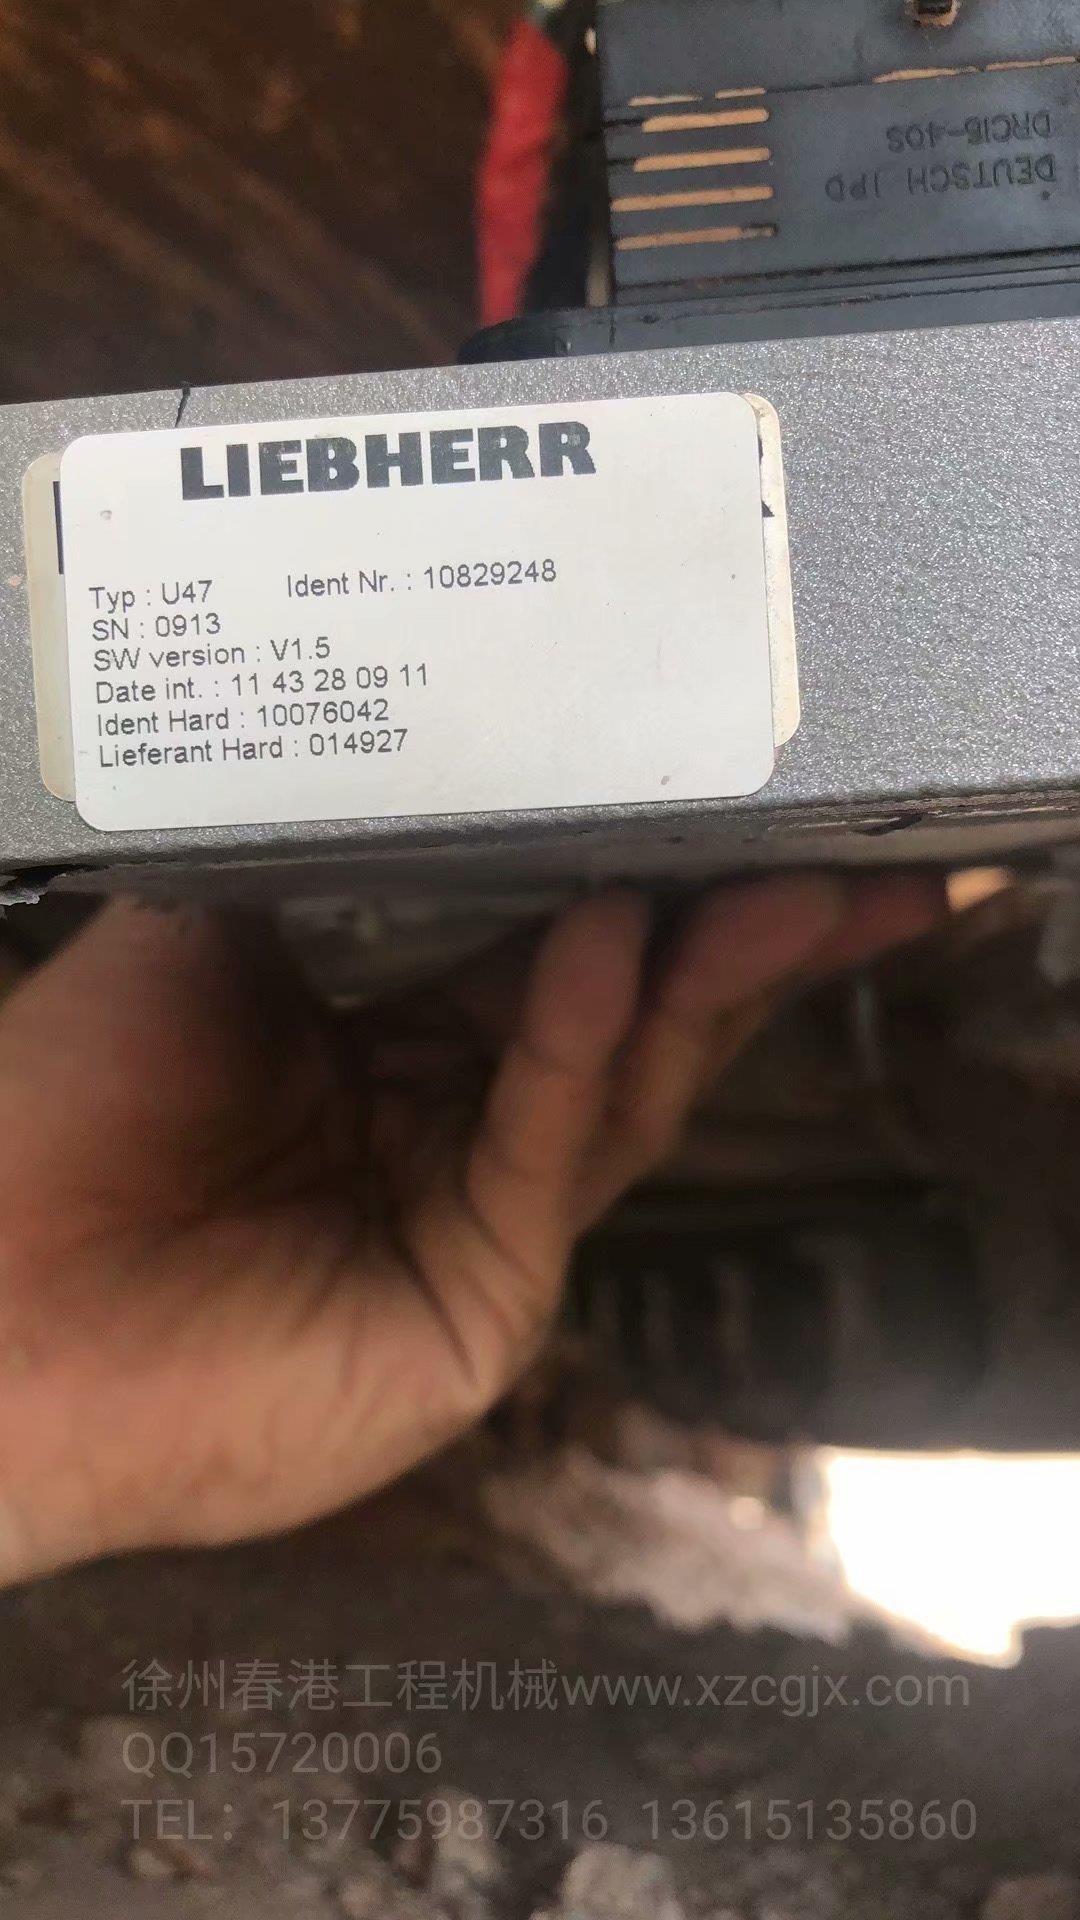 DEUTSCH IPD
DRC16-40S
LIEBHERR
Typ : U47 Ident Nr. : 10829248
SN : 0913
SW version : V1.5
Date int. : 11 43 28 09 11
Ident Hard : 10076042
Lieferant Hard : 014927
徐州春港工程机械www.xzcgjx.com
QQ15720006
TEL：13775987316 13615135860